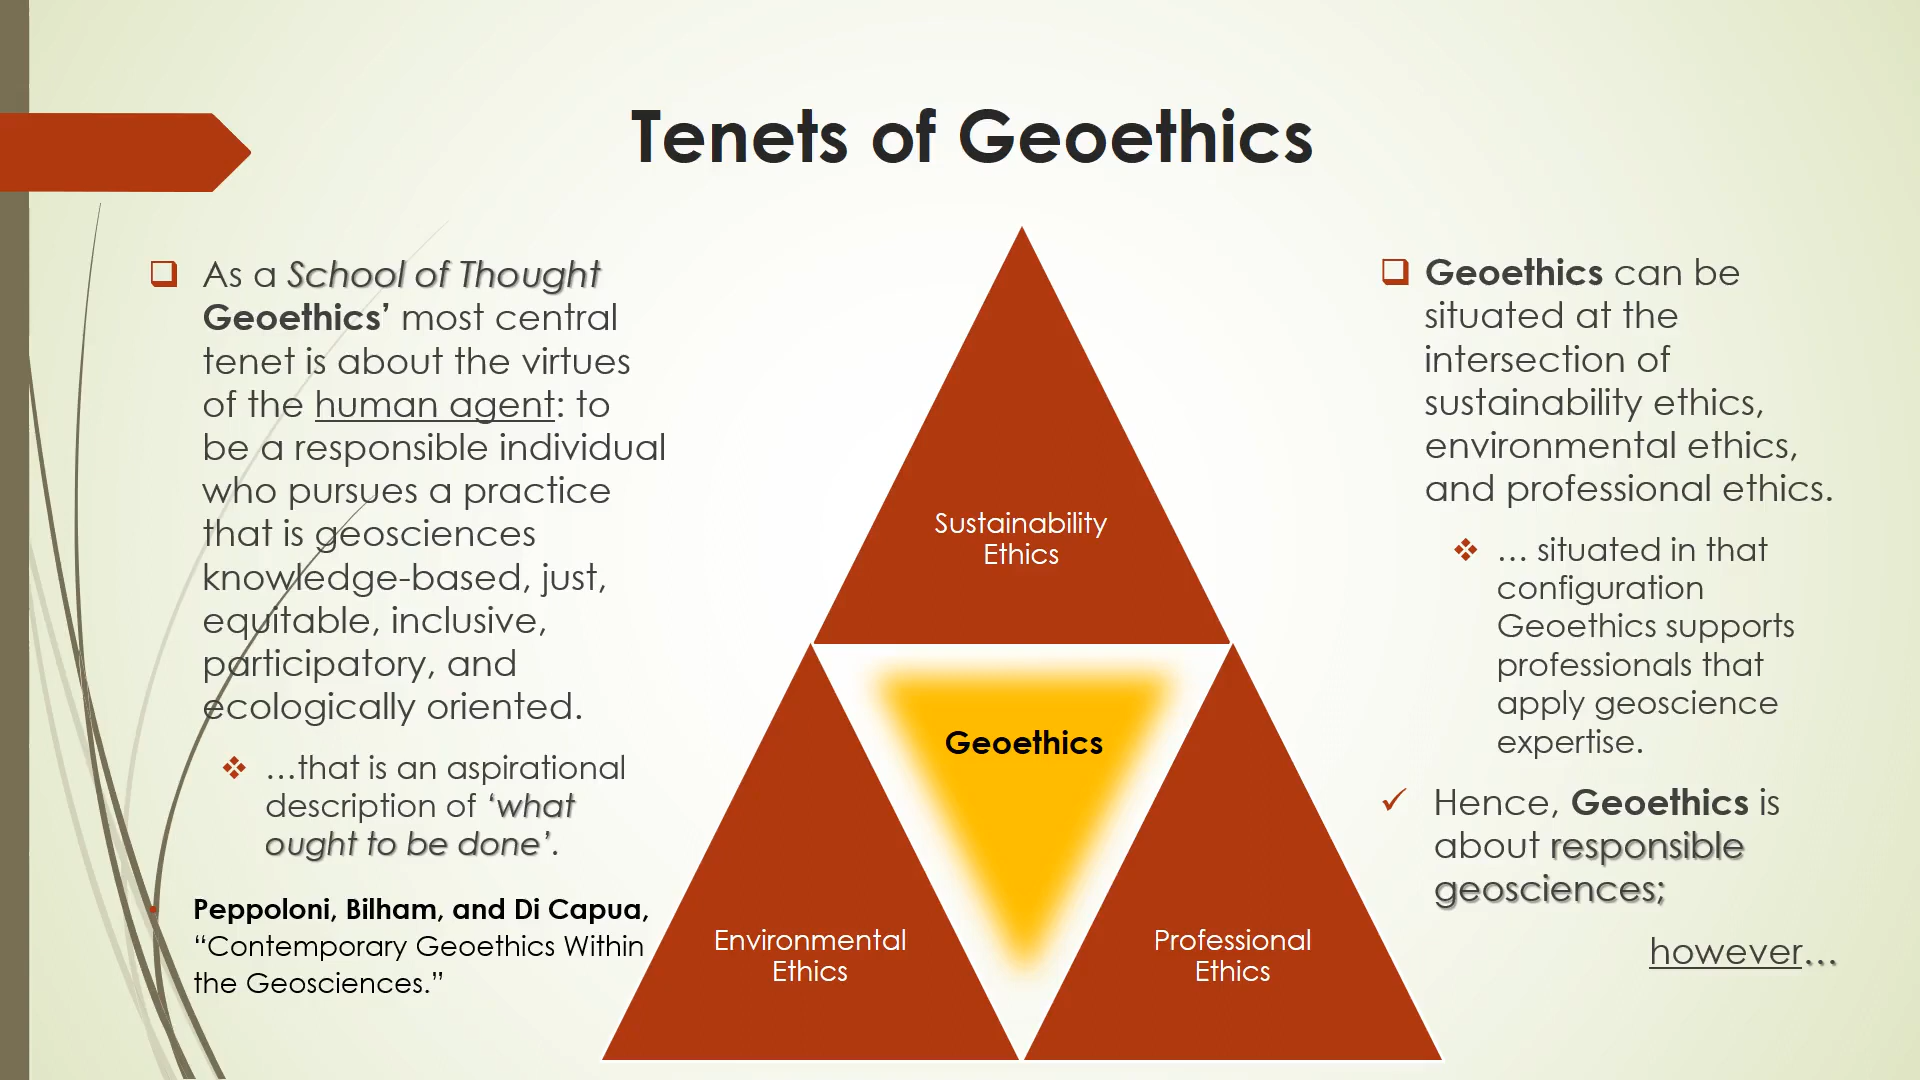 Tenets of Geoethics
As a School of Thought
Geoethics’ most central
tenet is about the virtues
of the human agent: to
be a responsible individual
who pursues a practice
that is geosciences
knowledge-based, just,
equitable, inclusive,
participatory, and
ecologically oriented.
…that is an aspirational
description of ‘what
ought to be done’.
Peppoloni, Bilham, and Di Capua,
“Contemporary Geoethics Within
the Geosciences.”
Sustainability
Ethics
Geoethics
Environmental
Ethics
Professional
Ethics
Geoethics can be
situated at the
intersection of
sustainability ethics,
environmental ethics,
and professional ethics.
… situated in that
configuration
Geoethics supports
professionals that
apply geoscience
expertise.
Hence, Geoethics is
about responsible
geosciences;
however…